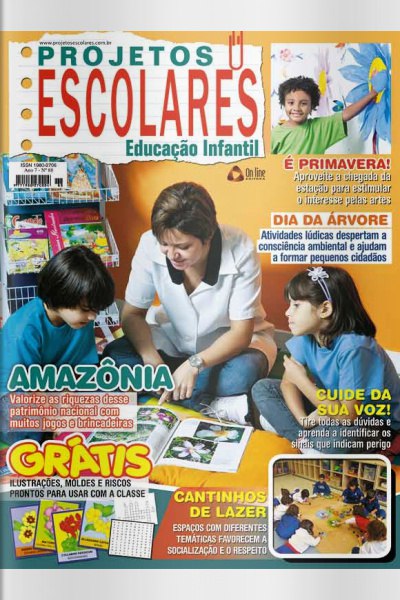 www.projetosescolares.com.br
PROJETOS
ESCOLARES
Educação Infantil
ISSN 1980-0706
On line
EDITORA
É PRIMAVERA!
Aproveite a chegada da
estação para estimular
o interesse pelas artes
DIA DA ÁRVORE
Atividades lúdicas despertam a
consciência ambiental e ajudam
a formar pequenos cidadãos
AMAZÔNIA
Valorize as riquezas desse
patrimônio nacional com
muitos jogos e brincadeiras
CUIDE DA
SUA VOZ!
Tire todas as dúvidas e
aprenda a identificar os
sinais que indicam perigo
GRÁTIS
ILUSTRAÇÕES, MOLDES E RISCOS
PRONTOS PARA USAR COM A CLASSE
CANTINHOS
DE LAZER
ESPAÇOS COM DIFERENTES
TEMÁTICAS FAVORECEM A
SOCIALIZAÇÃO E O RESPEITO